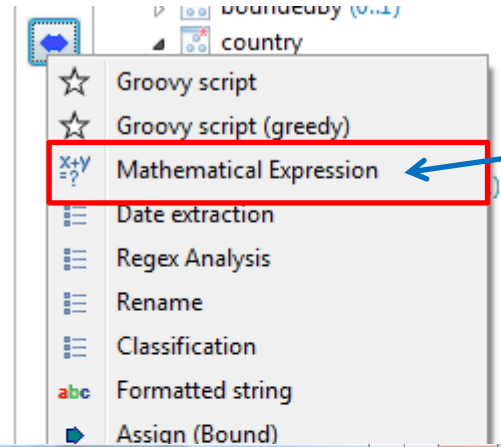 boundedBy (0..1)
country
Groovy script
Groovy script (greedy)
x+y
=?
Mathematical Expression
)
Date extraction
Regex Analysis
Rename
Classification
abc Formatted string
Assign (Bound)